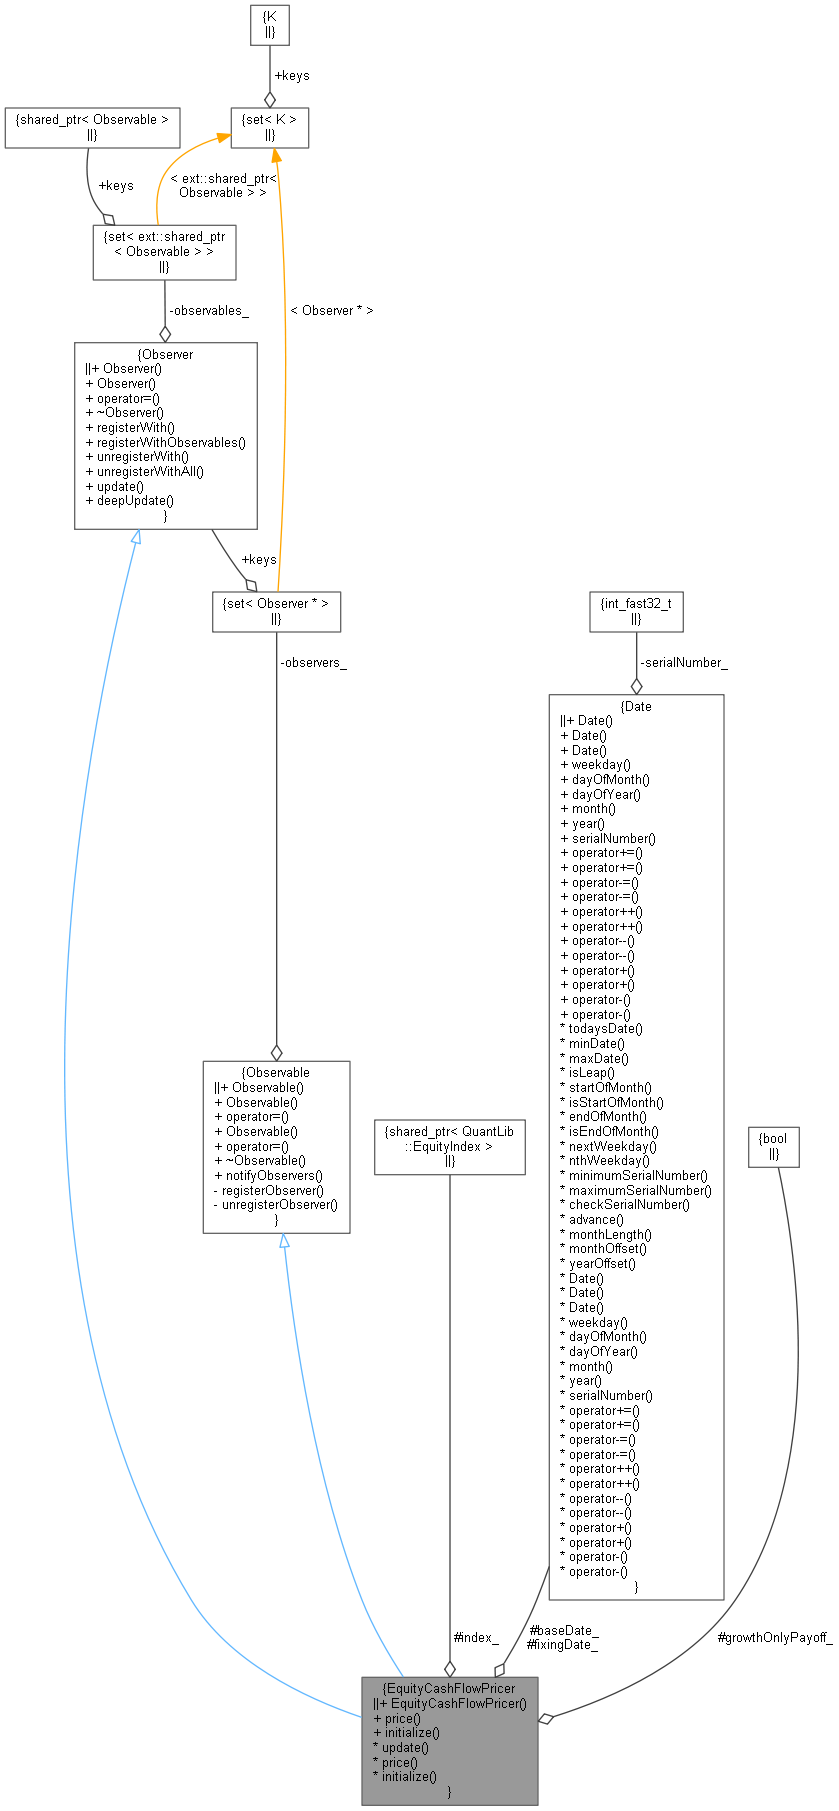 {K
||}
+keys
{shared_ptr< Observable >
||}
{set< K >
||}
+keys
< ext::shared_ptr<
Observable > >
{set< ext::shared_ptr
< Observable > >
||}
-observables_
< Observer * >
{Observer
||+ Observer()
+ Observer()
+ operator=()
+ ~Observer()
+ registerWith()
+ registerWithObservables()
+ unregisterWith()
+ unregisterWithAll()
+ update()
+ deepUpdate()
}
+keys
{set< Observer * >
||}
{int_fast32_t
||}
-observers_
-serialNumber_
{Date
||+ Date()
+ Date()
+ Date()
+ weekday()
+ dayOfMonth()
+ dayOfYear()
+ month()
+ year()
+ serialNumber()
+ operator+=()
+ operator+=()
+ operator-=()
+ operator-=()
+ operator++()
+ operator++()
+ operator--()
+ operator--()
+ operator+()
+ operator+()
+ operator-()
+ operator-()
* todaysDate()
* minDate()
* maxDate()
* isLeap()
* startOfMonth()
* isStartOfMonth()
* endOfMonth()
* isEndOfMonth()
* nextWeekday()
* nthWeekday()
* minimumSerialNumber()
* maximumSerialNumber()
* checkSerialNumber()
* advance()
* monthLength()
* monthOffset()
* yearOffset()
* Date()
* Date()
* Date()
* weekday()
* dayOfMonth()
* dayOfYear()
* month()
* year()
* serialNumber()
* operator+=()
* operator+=()
* operator-=()
* operator-=()
* operator++()
* operator++()
* operator--()
* operator--()
* operator+()
* operator+()
* operator-()
* operator-()
}
{Observable
||+ Observable()
+ Observable()
+ operator=()
+ Observable()
+ operator=()
+ ~Observable()
+ notifyObservers()
- registerObserver()
- unregisterObserver()
}
{shared_ptr< QuantLib
::EquityIndex >
||}
{bool
||}
#index_
#baseDate_
#fixingDate_
#growthOnlyPayoff_
{EquityCashFlowPricer
||+ EquityCashFlowPricer()
+ price()
+ initialize()
* update()
* price()
* initialize()
}